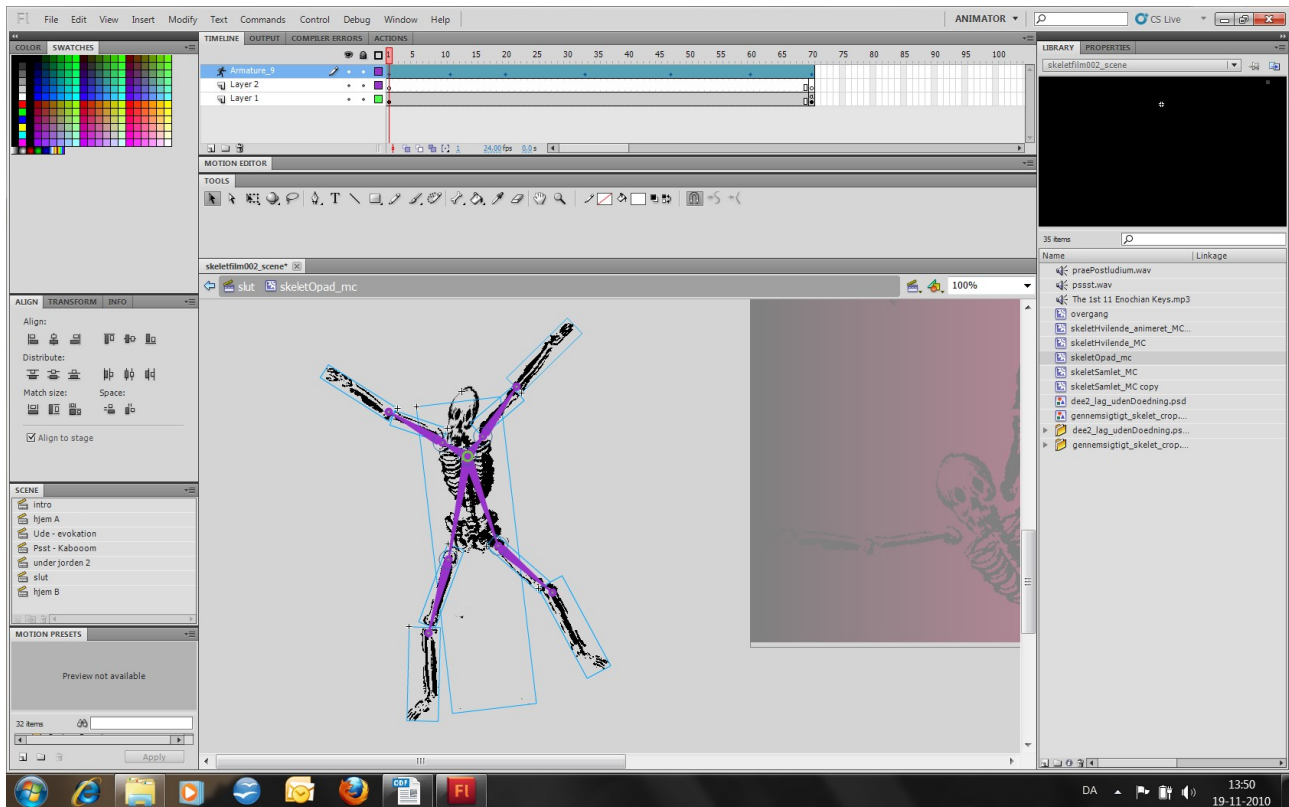 Fl File Edit View Insert Modify Text Commands Control Debug Window Help ANIMATOR CS Live
COLOR SWATCHES
TIMELINE OUTPUT COMPILER ERRORS ACTIONS
1 5 10 15 20 25 30 35 40 45 50 55 60 65 70 75 80 85 90 95 100
Armature_9
Layer 2
Layer 1
1 24,00 fps 0,0 s
MOTION EDITOR
TOOLS
T
skeletfilm002_scene*
slut skeletOpad_mc 100%
ALIGN TRANSFORM INFO
Align:
Distribute:
Match size: Space:
Align to stage
SCENE
intro
hjem A
Ude - evokation
Psst - Kabooom
under jorden 2
slut
hjem B
MOTION PRESETS
Preview not available
32 items
Apply
LIBRARY PROPERTIES
skeletfilm002_scene
35 items
Name Linkage
praePostludium.wav
pssst.wav
The 1st 11 Enochian Keys.mp3
overgang
skeletHvilende_animeret_MC...
skeletHvilende_MC
skeletOpad_mc
skeletSamlet_MC
skeletSamlet_MC copy
dee2_lag_udenDoedning.psd
gennemsigtigt_skelet_crop....
dee2_lag_udenDoedning.ps...
gennemsigtigt_skelet_crop....
ODF Fl DA 13:50
19-11-2010